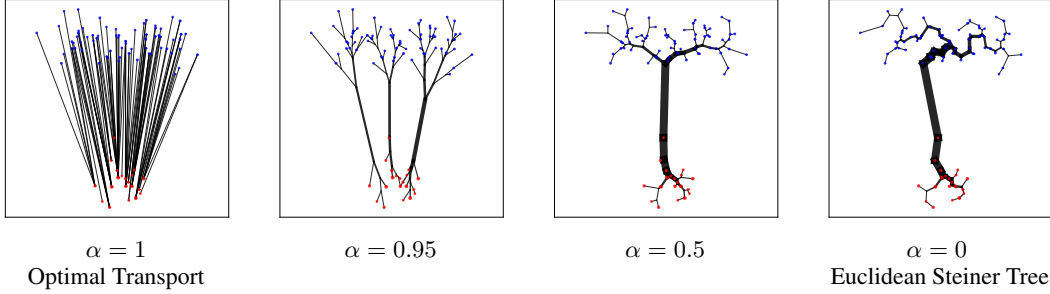 α = 1
Optimal Transport
α = 0.95
α = 0.5
α = 0
Euclidean Steiner Tree